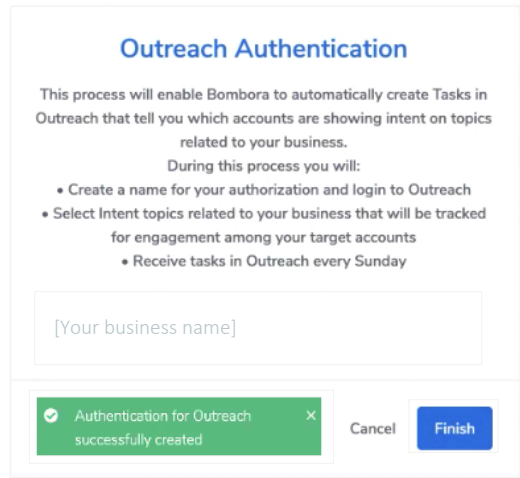 Outreach Authentication
This process will enable Bombora to automatically create Tasks in
Outreach that tell you which accounts are showing intent on topics
related to your business.
During this process you will:
• Create a name for your authorization and login to Outreach
• Select Intent topics related to your business that will be tracked
for engagement among your target accounts
• Receive tasks in Outreach every Sunday
[Your business name]
Authentication for Outreach
successfully created
Cancel
Finish